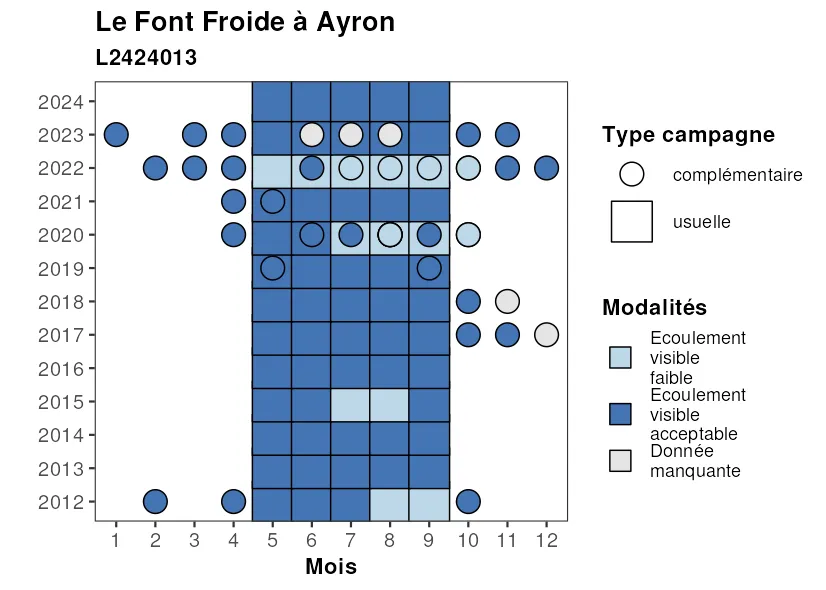 Le Font Froide à Ayron
L2424013
2024
2023
2022
2021
2020
2019
2018
2017
2016
2015
2014
2013
2012
1 2 3 4 5 6 7 8 9 10 11 12
Mois
Type campagne
complémentaire
usuelle
Modalités
Ecoulement
visible
faible
Ecoulement
visible
acceptable
Donnée
manquante